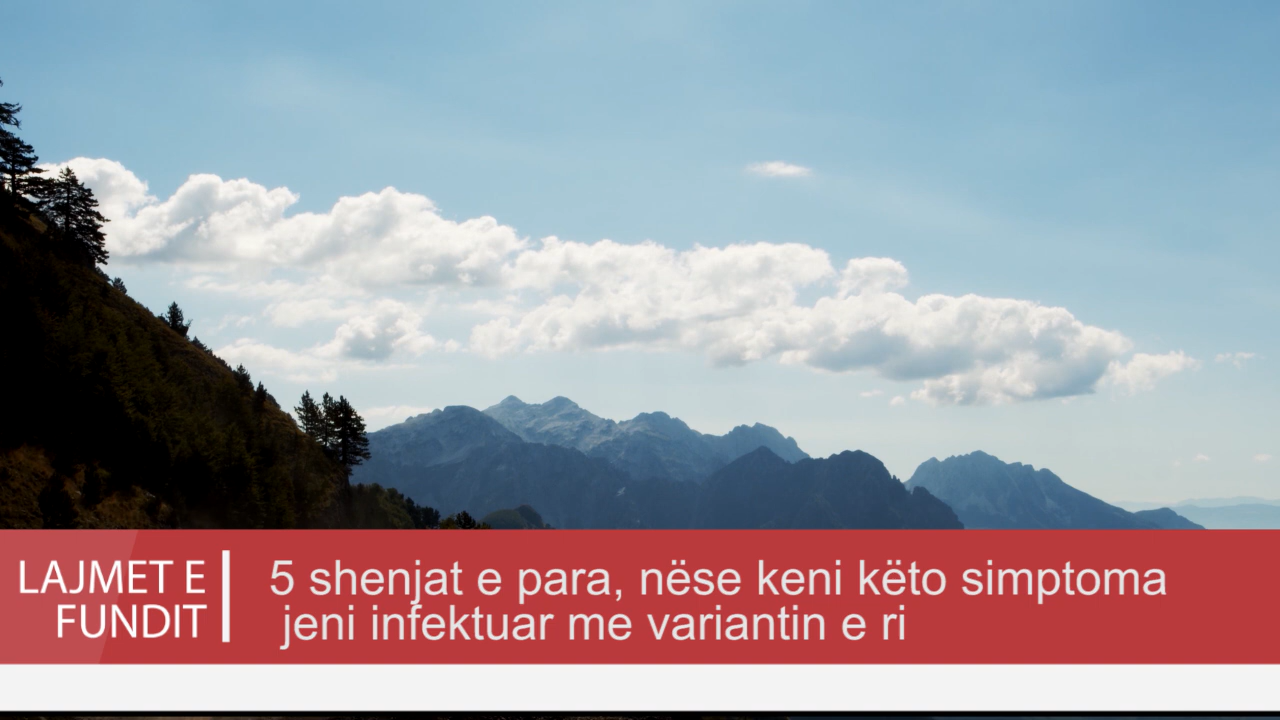 LAJMET E
FUNDIT
5 shenjat e para, nëse keni këto simptoma
jeni infektuar me variantin e ri